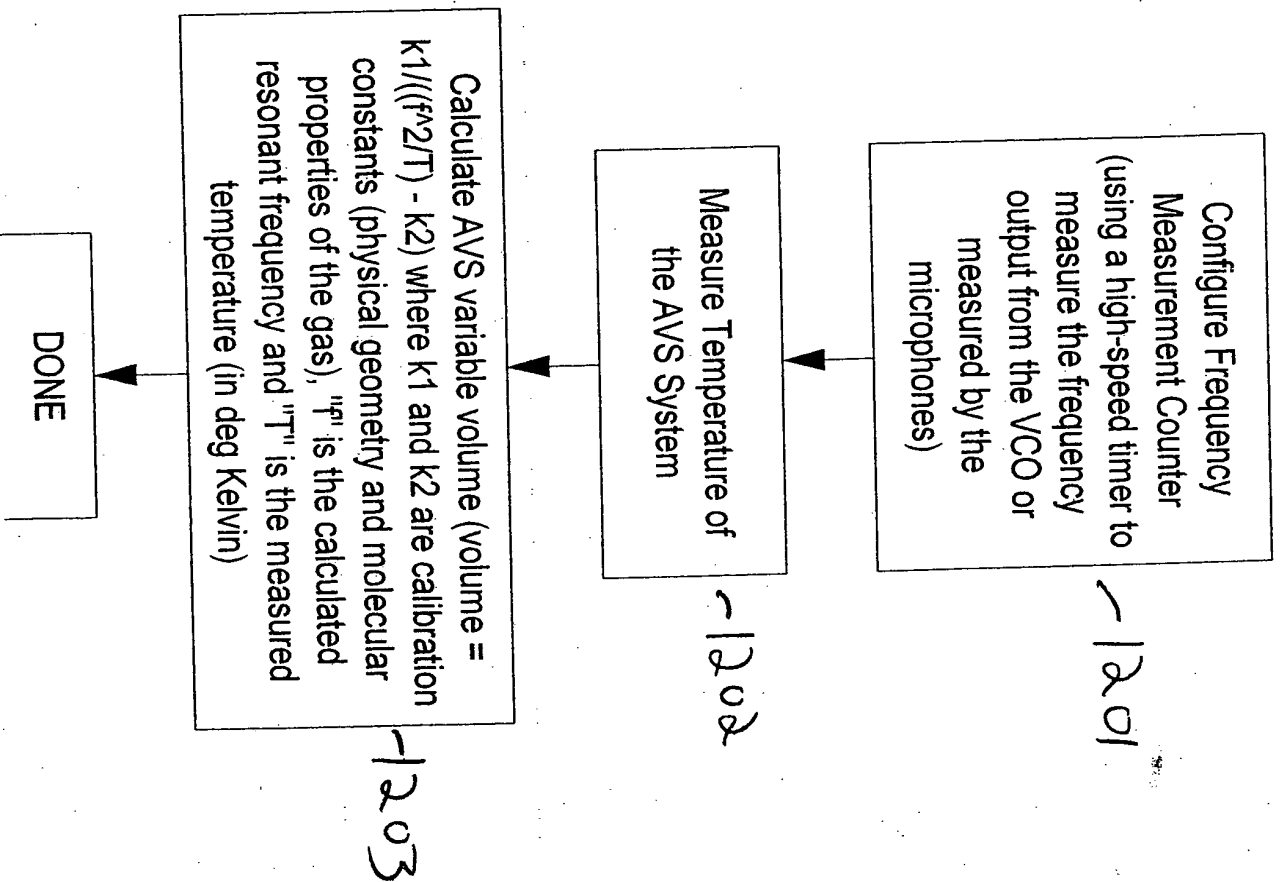 Configure Frequency
Measurement Counter
(using a high-speed timer to
measure the frequency
output from the VCO or
measured by the
microphones)
~1201
Measure Temperature of
the AVS System
~1202
Calculate AVS variable volume (volume =
k1/((f^2/T) - k2) where k1 and k2 are calibration
constants (physical geometry and molecular
properties of the gas), "f" is the calculated
resonant frequency and "T" is the measured
temperature (in deg Kelvin)
~1203
DONE